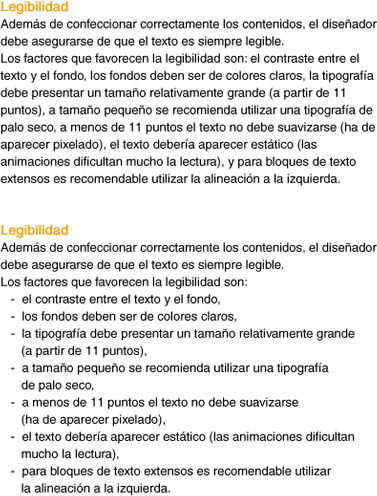 Legibilidad
Además de confeccionar correctamente los contenidos, el diseñador
debe asegurarse de que el texto es siempre legible.
Los factores que favorecen la legibilidad son: el contraste entre el
texto y el fondo, los fondos deben ser de colores claros, la tipografía
debe presentar un tamaño relativamente grande (a partir de 11
puntos), a tamaño pequeño se recomienda utilizar una tipografía de
palo seco, a menos de 11 puntos el texto no debe suavizarse (ha de
aparecer pixelado), el texto debería aparecer estático (las
animaciones dificultan mucho la lectura), y para bloques de texto
extensos es recomendable utilizar la alineación a la izquierda.
Legibilidad
Además de confeccionar correctamente los contenidos, el diseñador
debe asegurarse de que el texto es siempre legible.
Los factores que favorecen la legibilidad son:
- el contraste entre el texto y el fondo,
- los fondos deben ser de colores claros,
- la tipografía debe presentar un tamaño relativamente grande
(a partir de 11 puntos),
- a tamaño pequeño se recomienda utilizar una tipografía
de palo seco,
- a menos de 11 puntos el texto no debe suavizarse
(ha de aparecer pixelado),
- el texto debería aparecer estático (las animaciones dificultan
mucho la lectura),
- para bloques de texto extensos es recomendable utilizar
la alineación a la izquierda.